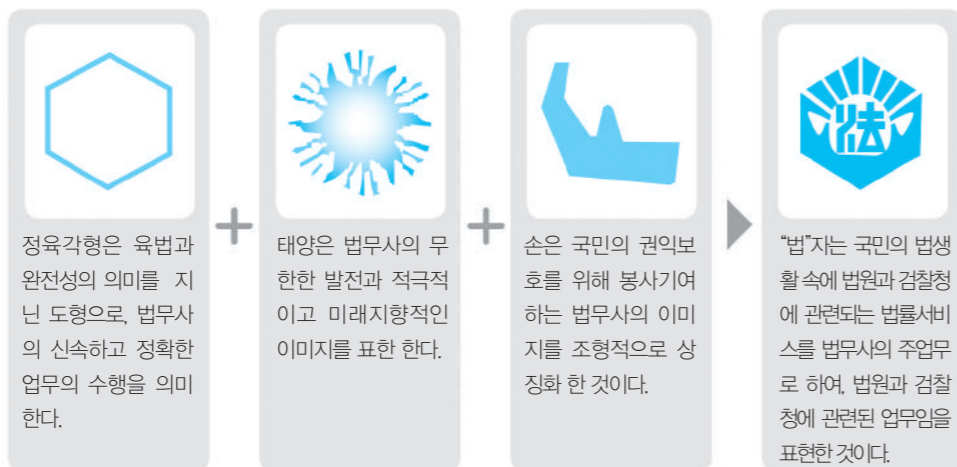 정육각형은 육법과
완전성의 의미를 지
닌 도형으로, 법무사
의 신속하고 정확한
업무의 수행을 의미
한다.
태양은 법무사의 무
한한 발전과 적극적
이고 미래지향적인
이미지를 표한 한다.
손은 국민의 권익보
호를 위해 봉사기여
하는 법무사의 이미
지를 조형적으로 상
징화 한 것이다.
法
“법”자는 국민의 법생
활 속에 법원과 검찰청
에 관련되는 법률서비
스를 법무사의 주업무
로 하여, 법원과 검찰
청에 관련된 업무임을
표현한 것이다.